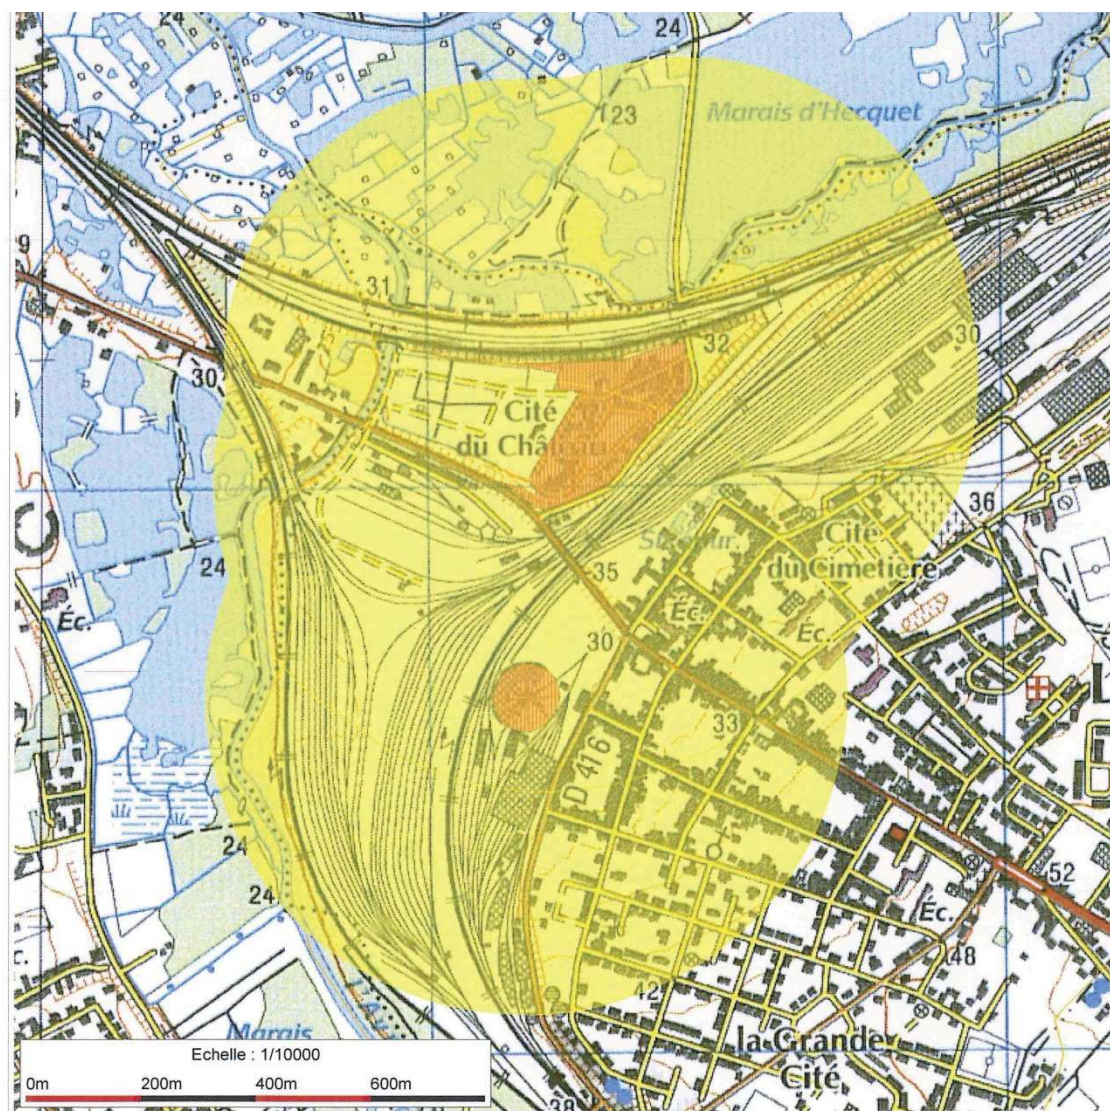 24
23
Marais d'Hecquet
31
32
30
30
Cité
du Château
36
24
Cité
du Cimetière
35
Éc.
Éc.
Éc.
30
33
D 416
L
24
52
24
Éc.
48
42
Marais
la Grande
Cité
38
Echelle : 1/10000
0m
200m
400m
600m